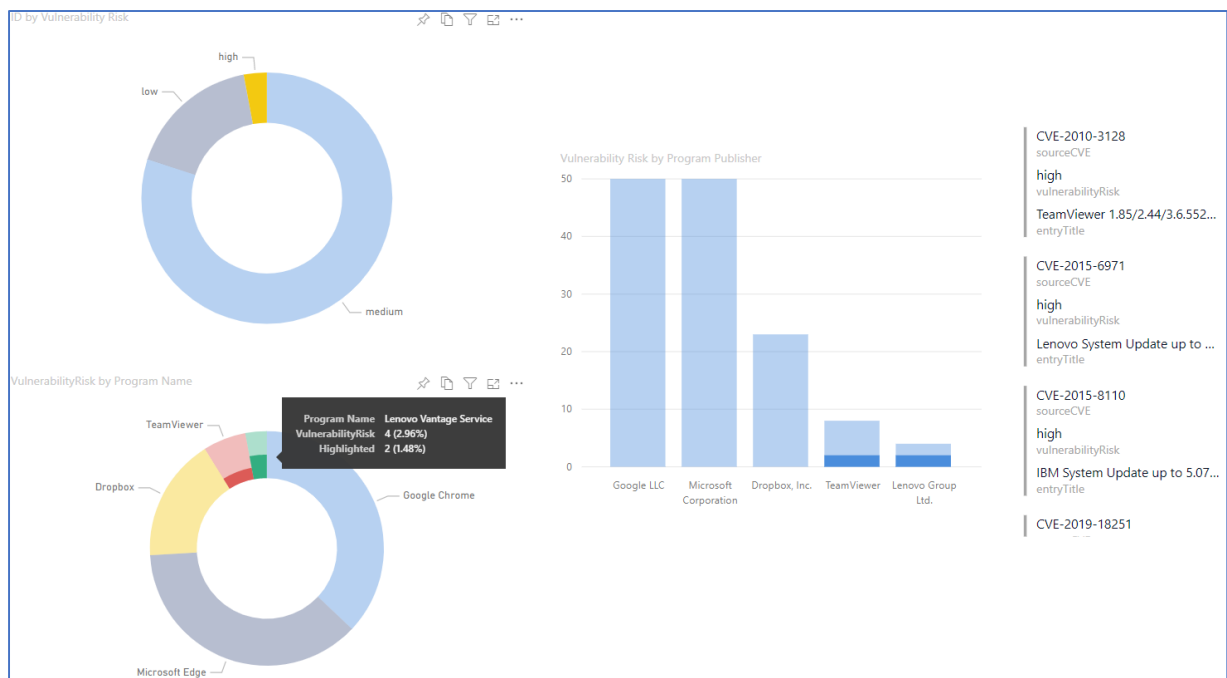 ID by Vulnerability Risk
high
low
medium
VulnerabilityRisk by Program Name
Program Name Lenovo Vantage Service
VulnerabilityRisk 4 (2.96%)
Highlighted 2 (1.48%)
TeamViewer
Dropbox
Google Chrome
Microsoft Edge
Vulnerability Risk by Program Publisher
50
40
30
20
10
0
Google LLC
Microsoft
Corporation
Dropbox, Inc.
TeamViewer
Lenovo Group
Ltd.
CVE-2010-3128
sourceCVE
high
vulnerabilityRisk
TeamViewer 1.85/2.44/3.6.552...
entryTitle
CVE-2015-6971
sourceCVE
high
vulnerabilityRisk
Lenovo System Update up to ...
entryTitle
CVE-2015-8110
sourceCVE
high
vulnerabilityRisk
IBM System Update up to 5.07...
entryTitle
CVE-2019-18251